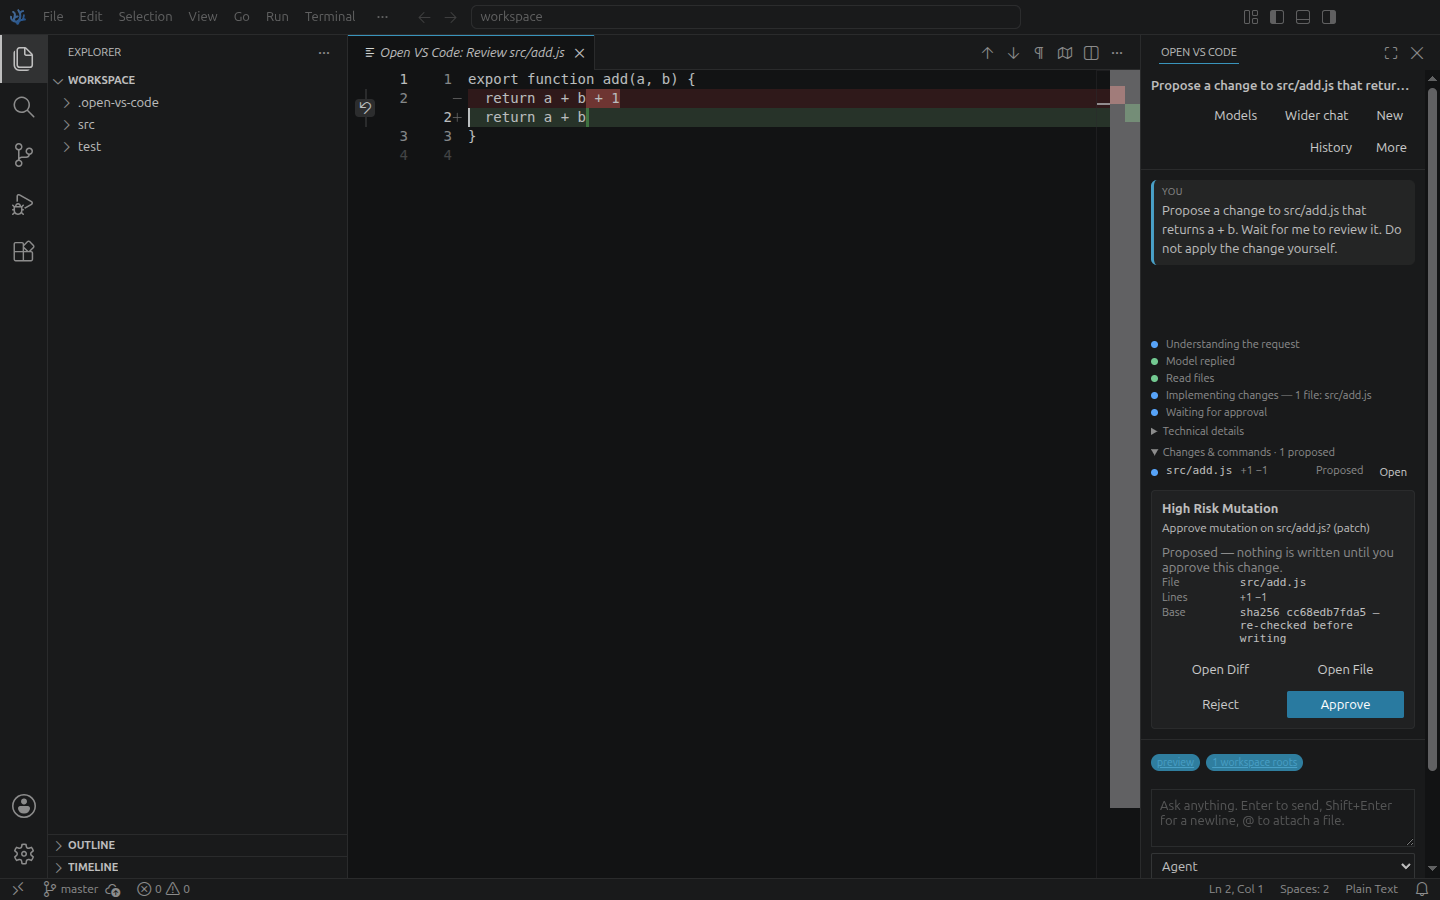 File Edit Selection View Go Run Terminal ···
workspace
EXPLORER ···
WORKSPACE
.open-vs-code
src
test
OUTLINE
TIMELINE
Open VS Code: Review src/add.js
···
1 1 export function add(a, b) {
2 − return a + b + 1
2+ return a + b
3 3 }
4 4
OPEN VS CODE
Propose a change to src/add.js that retur...
Models Wider chat New
History More
YOU
Propose a change to src/add.js that
returns a + b. Wait for me to review it. Do
not apply the change yourself.
Understanding the request
Model replied
Read files
Implementing changes — 1 file: src/add.js
Waiting for approval
Technical details
Changes & commands · 1 proposed
src/add.js +1 −1 Proposed Open
High Risk Mutation
Approve mutation on src/add.js? (patch)
Proposed — nothing is written until you
approve this change.
File src/add.js
Lines +1 −1
Base sha256 cc68edb7fda5 —
re-checked before
writing
Open Diff Open File
Reject Approve
preview 1 workspace roots
Ask anything. Enter to send, Shift+Enter
for a newline, @ to attach a file.
Agent
master 0 0
Ln 2, Col 1 Spaces: 2 Plain Text